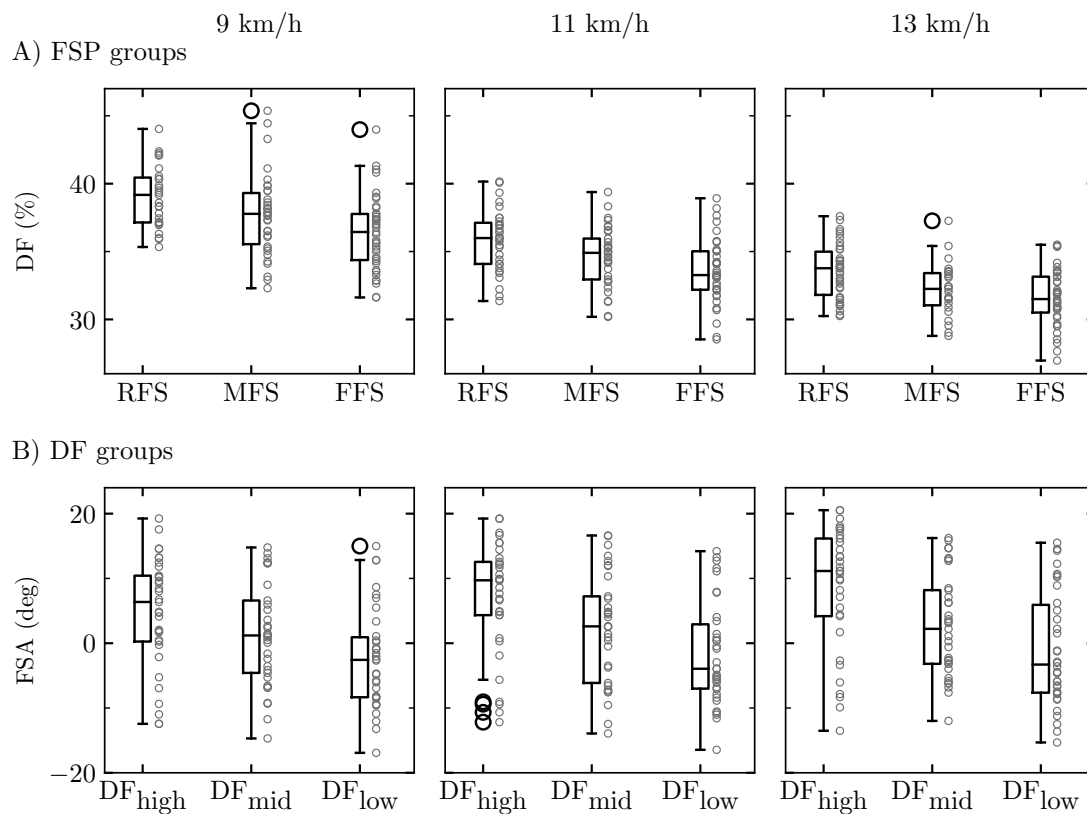 9 km/h 11 km/h 13 km/h
A) FSP groups
DF (%)
40
30
RFS MFS FFS RFS MFS FFS RFS MFS FFS
B) DF groups
FSA (deg)
20
0
−20
DFhigh DFmid DFlow DFhigh DFmid DFlow DFhigh DFmid DFlow